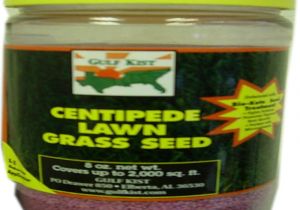 GULF KIST
CENTIPEDE
LAWN
GRASS SEED
8 oz. net wt.
Covers up to 2,000 sq. ft.
GULF KIST
PO Drawer 850 • Elberta, AL 36530
www.gulfkist.com